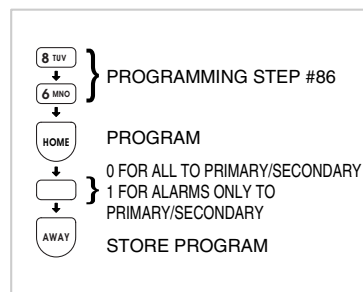 8 TUV
PROGRAMMING STEP #86
6 MNO
HOME
PROGRAM
0 FOR ALL TO PRIMARY/SECONDARY
1 FOR ALARMS ONLY TO
PRIMARY/SECONDARY
AWAY
STORE PROGRAM